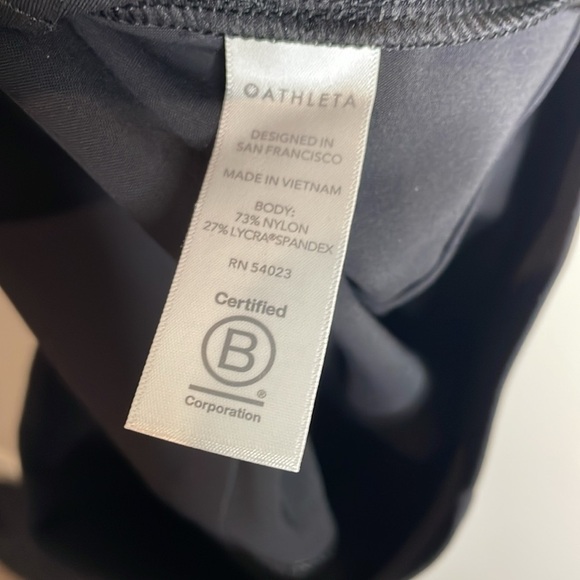 ATHLETA
DESIGNED IN
SAN FRANCISCO
MADE IN VIETNAM
BODY:
73% NYLON
27% LYCRA®SPANDEX
RN 54023
Certified
B
®
Corporation